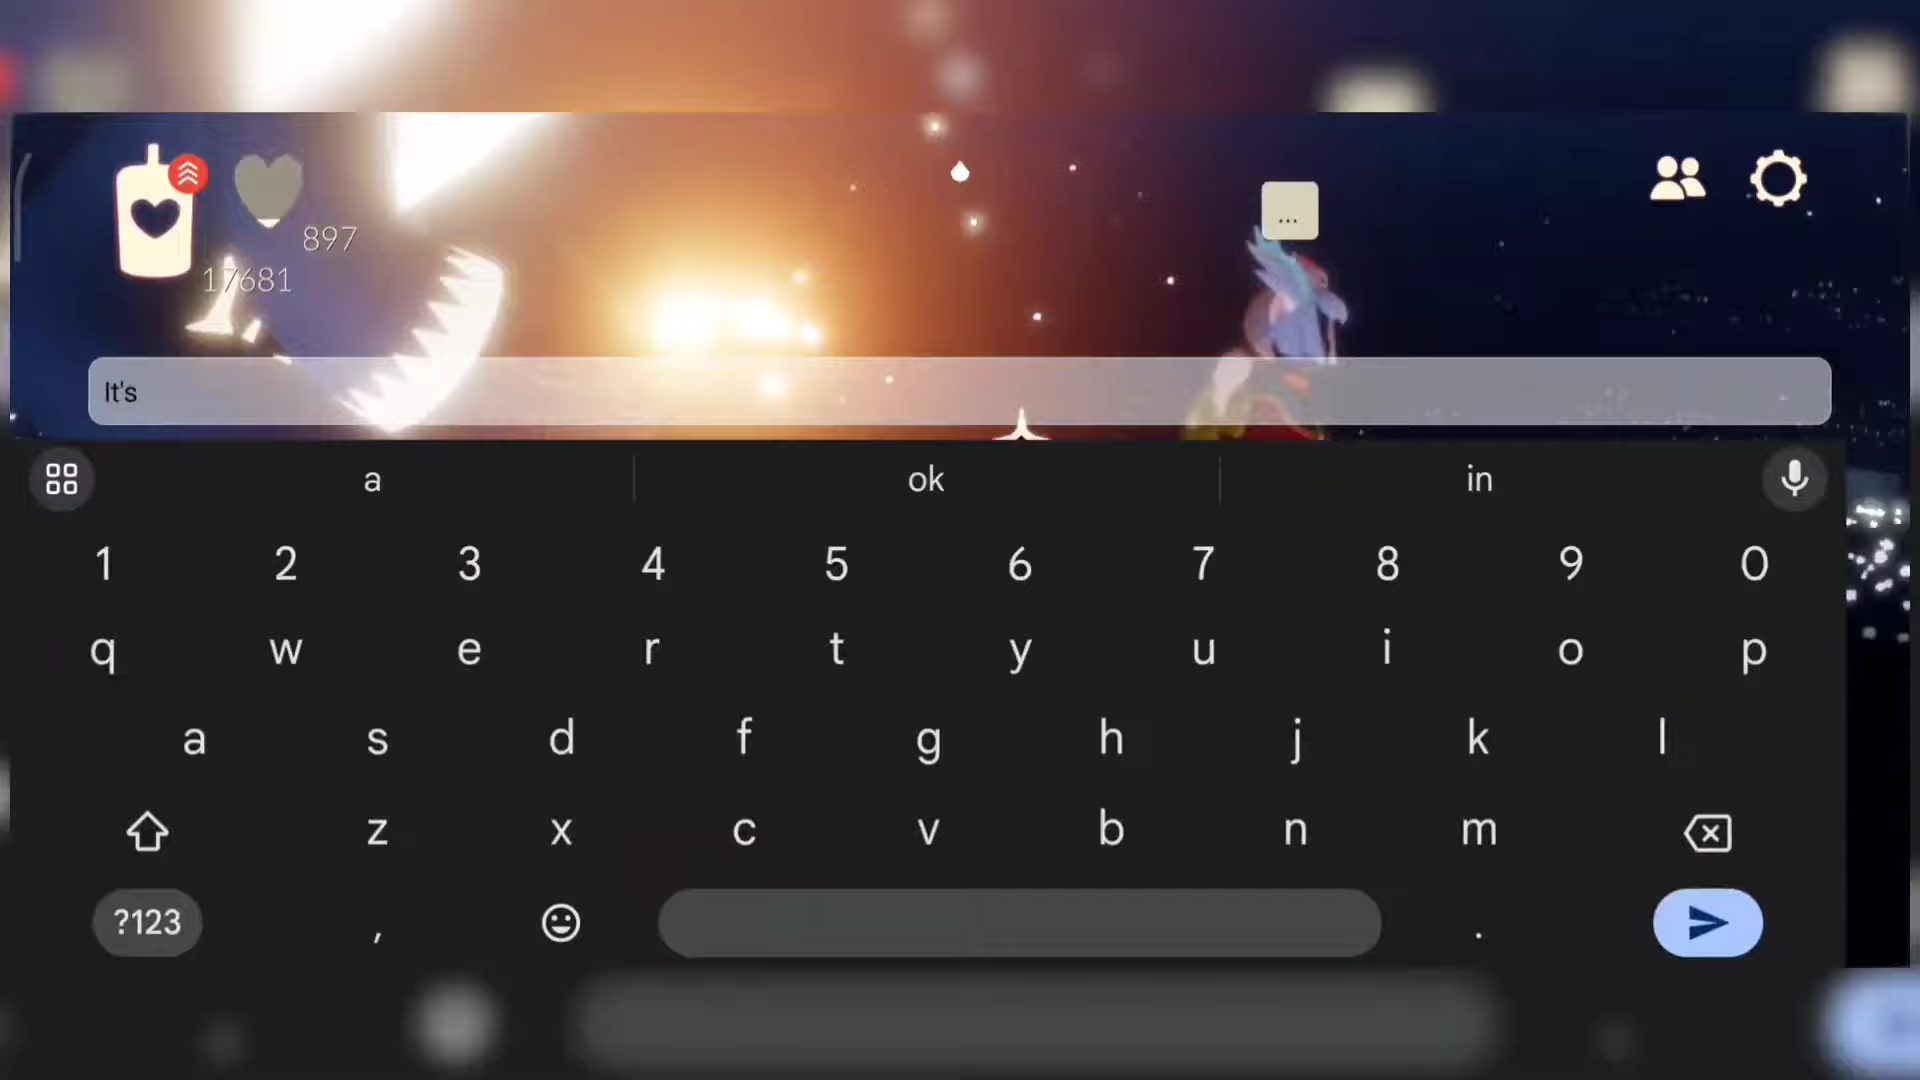 897
17681
...
It's
a ok in
1 2 3 4 5 6 7 8 9 0
q w e r t y u i o p
a s d f g h j k l
z x c v b n m
?123 , .